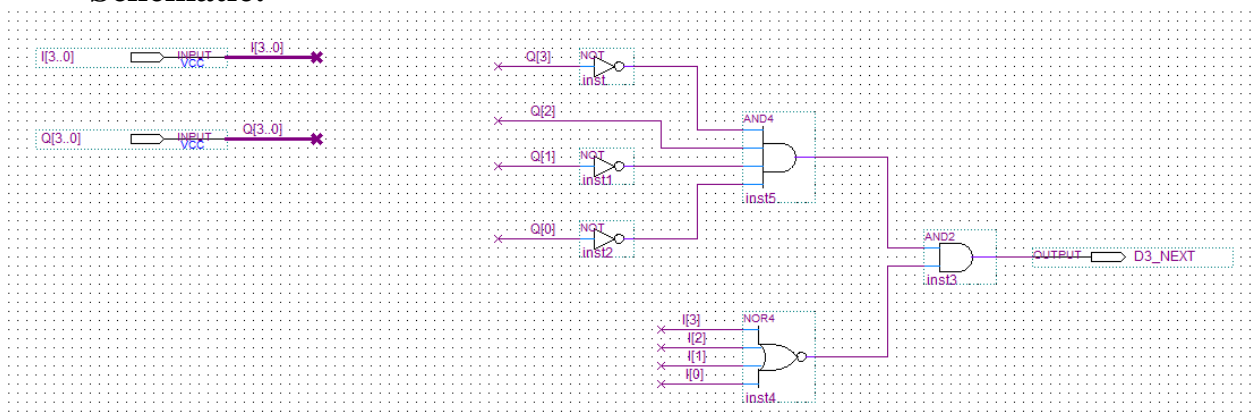 Schematic:
I[3..0] INPUT VCC I[3..0]
Q[3..0] INPUT VCC Q[3..0]
Q[3] NOT inst
Q[2]
Q[1] NOT inst1
Q[0] NOT inst2
AND4
inst5
AND2
inst3
OUTPUT D3_NEXT
I[3]
I[2]
I[1]
I[0]
NOR4
inst4